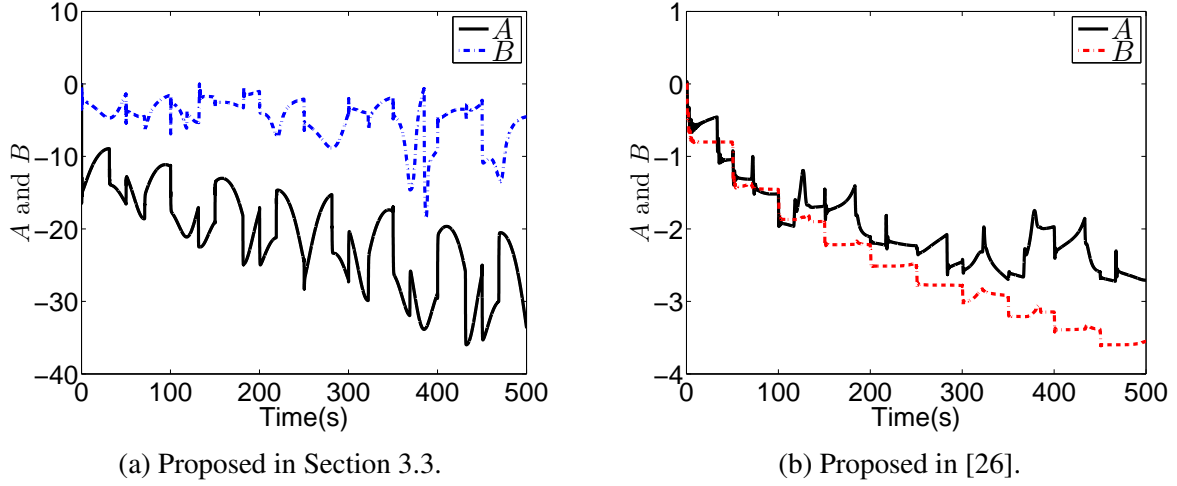 10
0
−10
−20
−30
−40
0
100
200
300
400
500
A and B
Time(s)
A
B
(a) Proposed in Section 3.3.
1
0
−1
−2
−3
−4
0
100
200
300
400
500
A and B
Time(s)
A
B
(b) Proposed in [26].